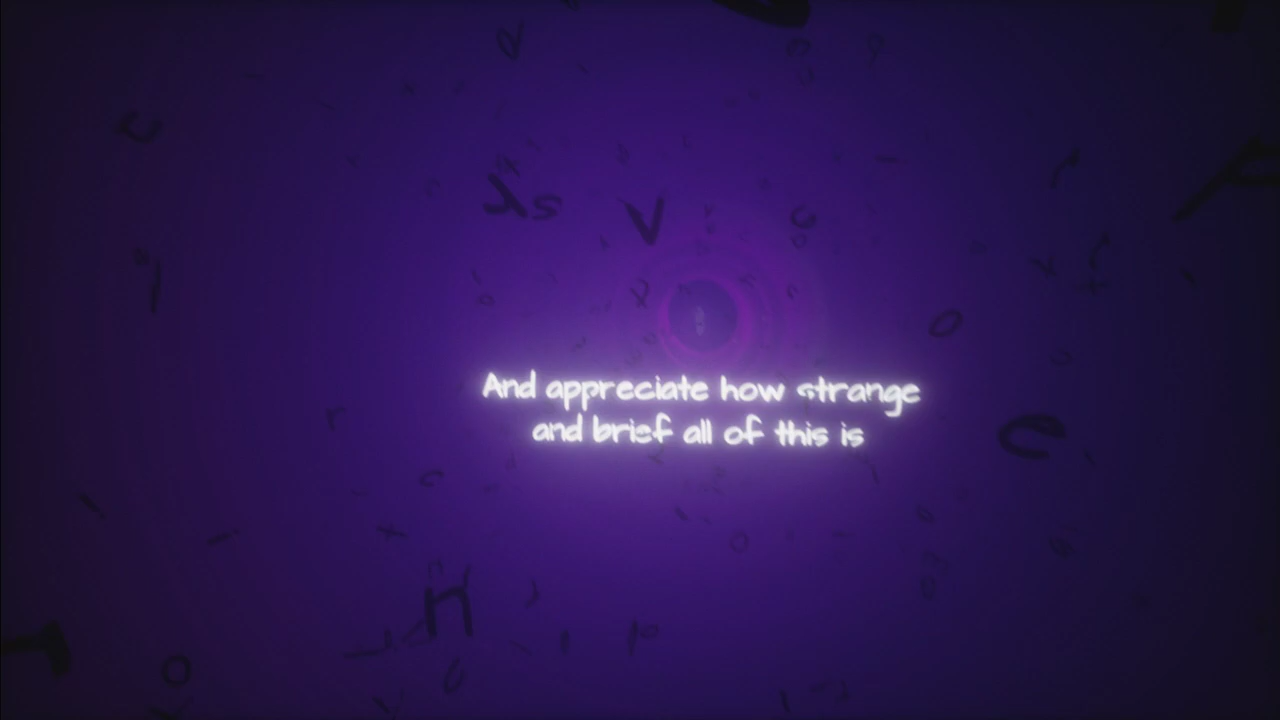 And appreciate how strange
and brief all of this is